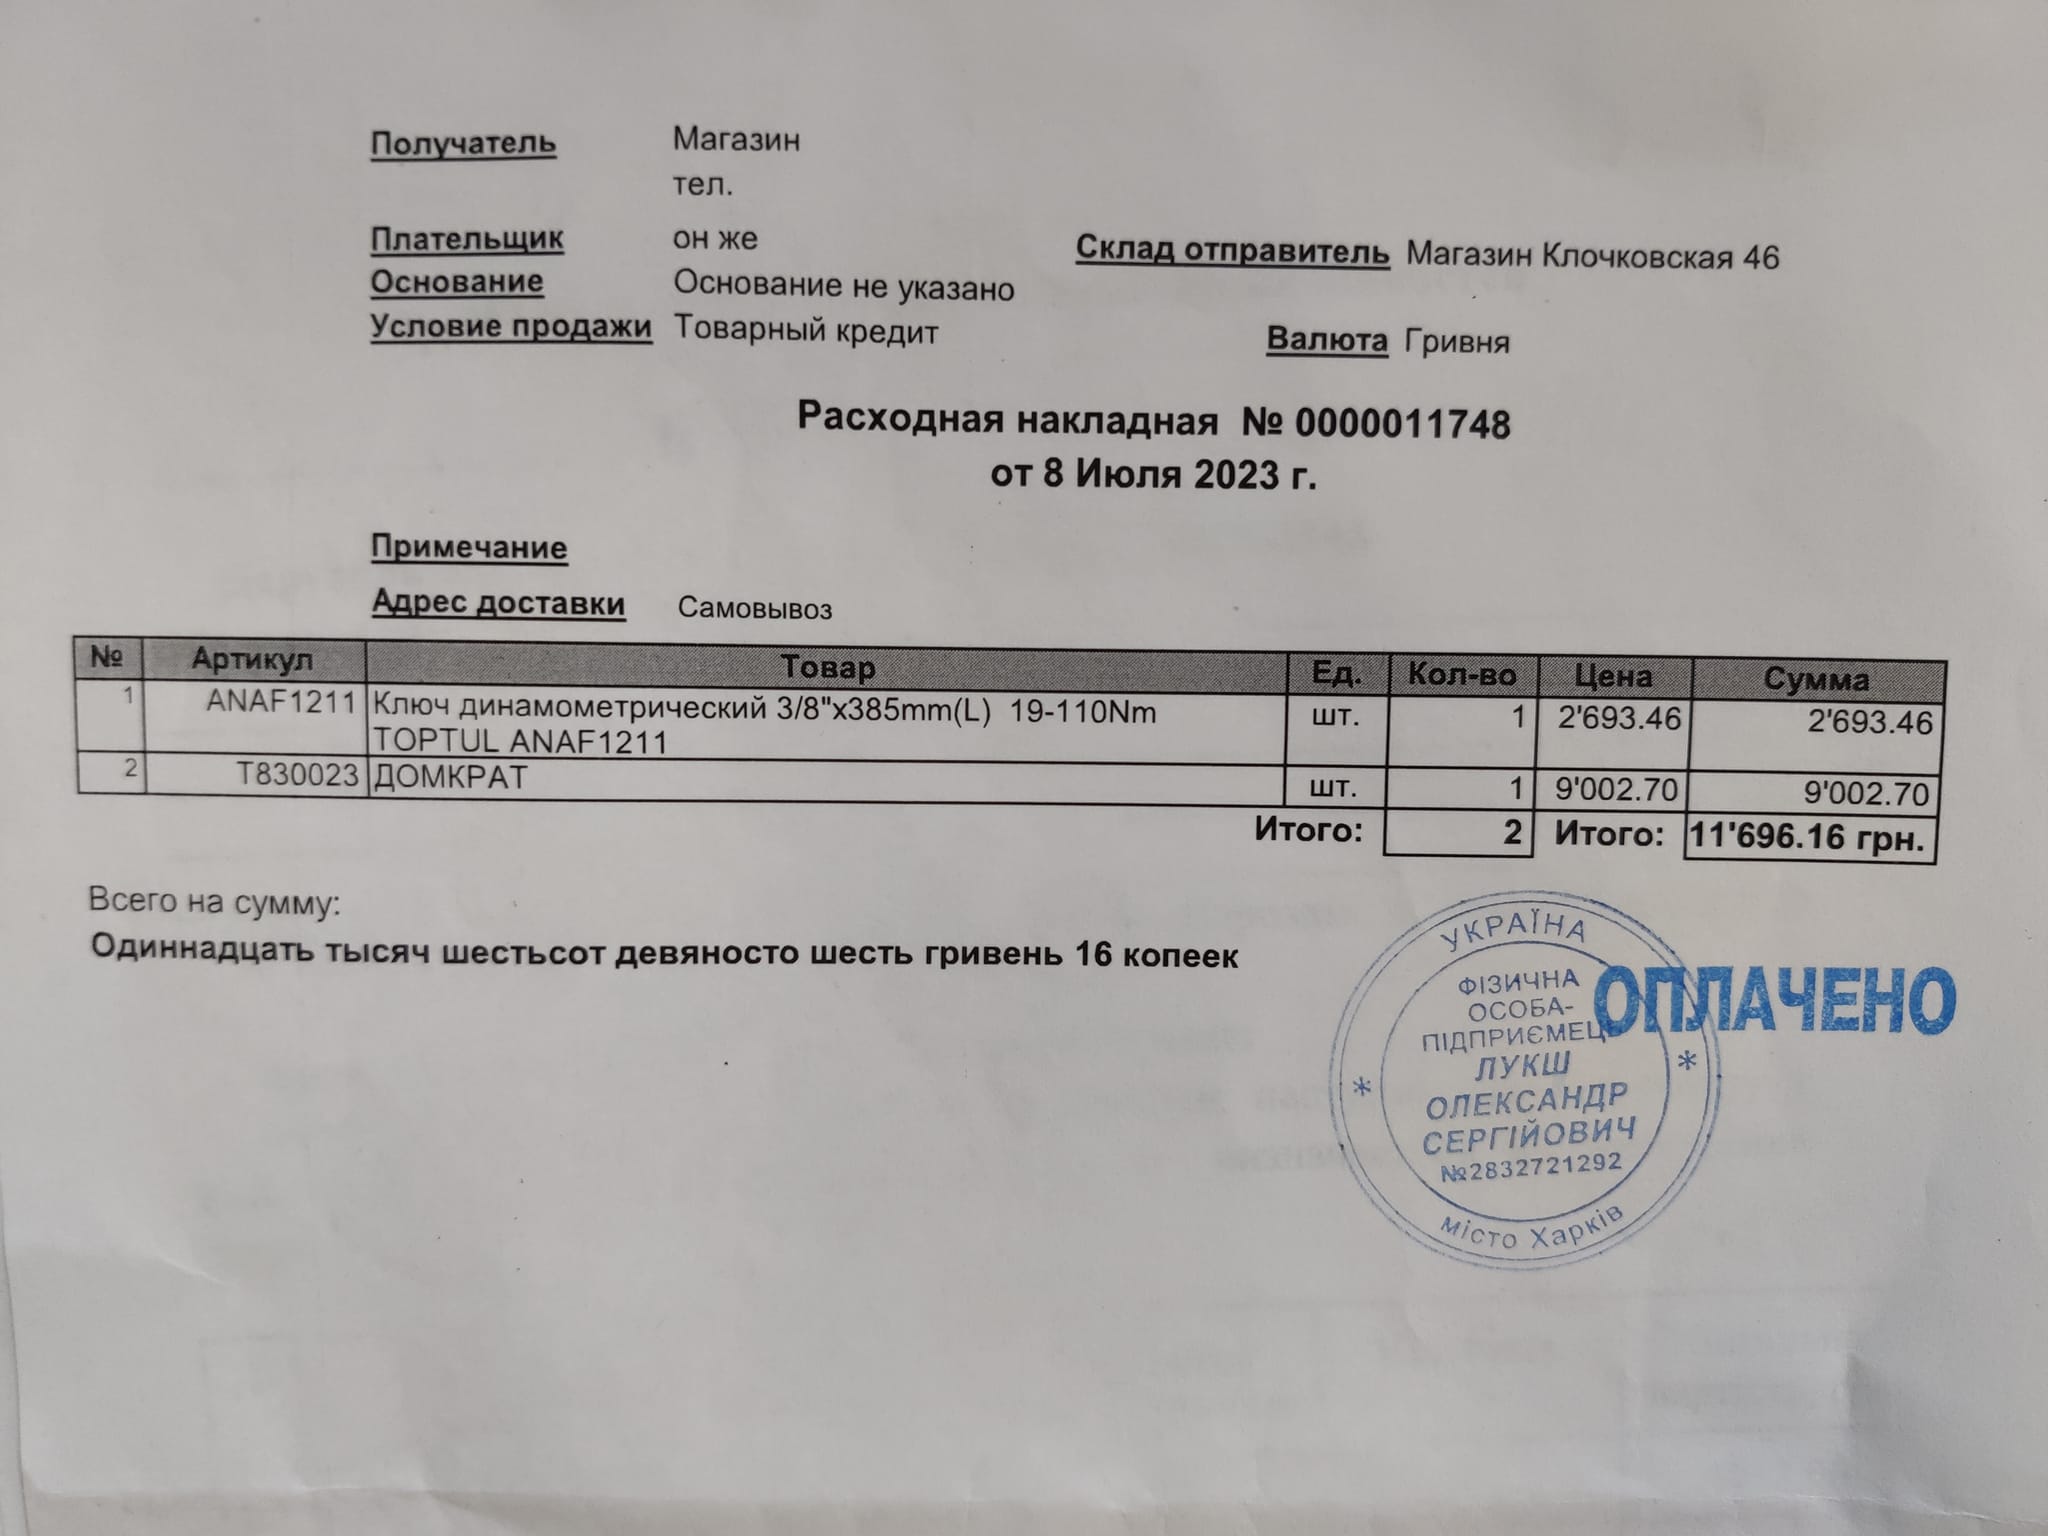 Получатель Магазин
тел.
Плательщик он же Склад отправитель Магазин Клочковская 46
Основание Основание не указано
Условие продажи Товарный кредит Валюта Гривня
Расходная накладная № 0000011748
от 8 Июля 2023 г.
Примечание
Адрес доставки Самовывоз
№ Артикул Товар Ед. Кол-во Цена Сумма
1 ANAF1211 Ключ динамометрический 3/8"x385mm(L) 19-110Nm шт. 1 2'693.46 2'693.46
TOPTUL ANAF1211
2 T830023 ДОМКРАТ шт. 1 9'002.70 9'002.70
Итого: 2 Итого: 11'696.16 грн.
Всего на сумму:
Одиннадцать тысяч шестьсот девяносто шесть гривень 16 копеек
УКРАЇНА
ФІЗИЧНА
ОСОБА-
ПІДПРИЄМЕЦЬ
ЛУКШ
ОЛЕКСАНДР
СЕРГІЙОВИЧ
№2832721292
місто Харків
ОПЛАЧЕНО